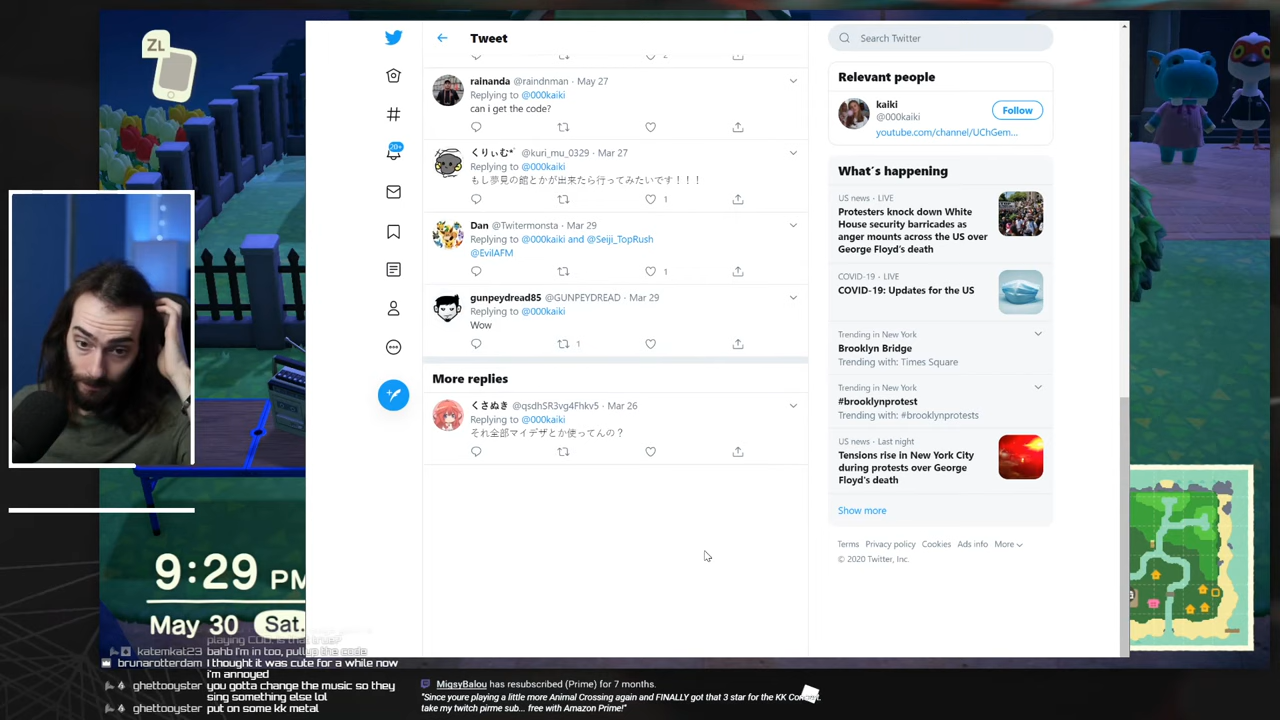 ZL
Tweet
Search Twitter
2
rainanda @raindnman · May 27
Replying to @000kaiki
can i get the code?
くりぃむ*゜ @kuri_mu_0329 · Mar 27
Replying to @000kaiki
もし夢見の館とかが出来たら行ってみたいです！！！
1
Dan @Twitermonsta · Mar 29
Replying to @000kaiki and @Seiji_TopRush
@EvilAFM
1
gunpeydread85 @GUNPEYDREAD · Mar 29
Replying to @000kaiki
Wow
1
More replies
くさぬき @qsdhSR3vg4Fhkv5 · Mar 26
Replying to @000kaiki
それ全部マイデザとか使ってんの？
20+
Relevant people
kaiki
@000kaiki
Follow
youtube.com/channel/UChGem...
What's happening
US news · LIVE
Protesters knock down White
House security barricades as
anger mounts across the US over
George Floyd's death
COVID-19 · LIVE
COVID-19: Updates for the US
Trending in New York
Brooklyn Bridge
Trending with: Times Square
Trending in New York
#brooklynprotest
Trending with: #brooklynprotests
US news · Last night
Tensions rise in New York City
during protests over George
Floyd's death
Show more
Terms Privacy policy Cookies Ads info More
© 2020 Twitter, Inc.
9:29 PM
May 30 Sat.
katemkat23 bahb I'm in too, pullup the code
brunarotterdam I thought it was cute for a while now
i'm annoyed
ghettooyster you gotta change the music so they
sing something else lol
ghettooyster put on some kk metal
MigsyBalou has resubscribed (Prime) for 7 months.
"Since youre playing a little more Animal Crossing again and FINALLY got that 3 star for the KK Concert,
take my twitch pirme sub... free with Amazon Prime!"